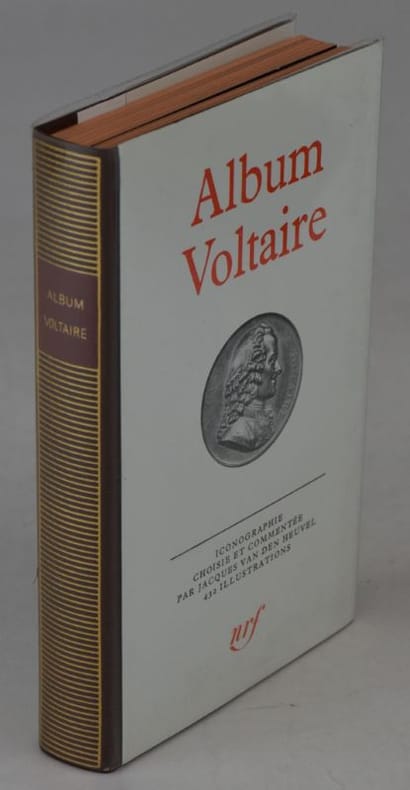 Album
Voltaire
ICONOGRAPHIE
CHOISIE ET COMMENTÉE
PAR JACQUES VAN DEN HEUVEL
432 ILLUSTRATIONS
nrf
ALBUM
VOLTAIRE